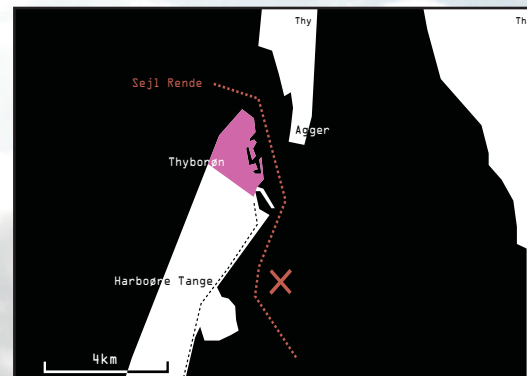 Thy
Th
Sejl Rende
Agger
Thyborøn
Harboøre Tange
4km